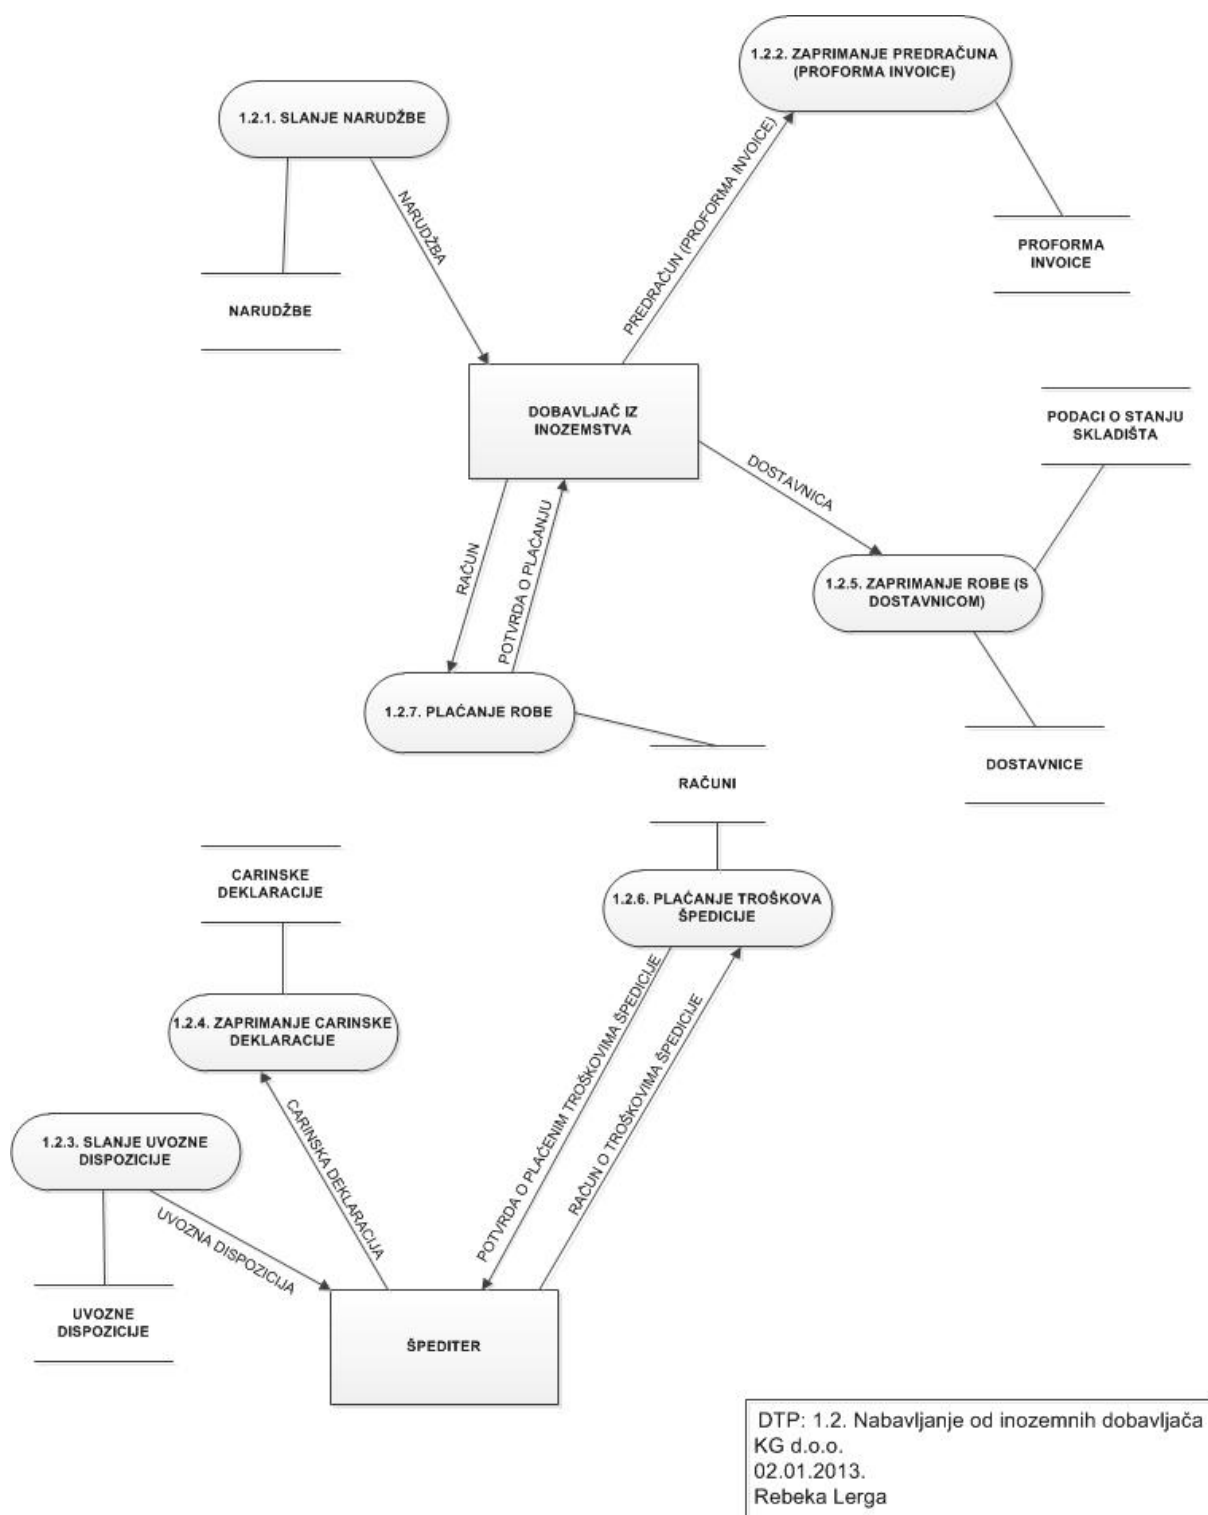 1.2.2. ZAPRIMANJE PREDRAČUNA
(PROFORMA INVOICE)
1.2.1. SLANJE NARUDŽBE
NARUDŽBA
PREDRAČUN (PROFORMA INVOICE)
PROFORMA
INVOICE
NARUDŽBE
DOBAVLJAČ IZ
INOZEMSTVA
PODACI O STANJU
SKLADIŠTA
DOSTAVNICA
RAČUN
POTVRDA O PLAĆANJU
1.2.5. ZAPRIMANJE ROBE (S
DOSTAVNICOM)
1.2.7. PLAĆANJE ROBE
DOSTAVNICE
RAČUNI
CARINSKE
DEKLARACIJE
1.2.6. PLAĆANJE TROŠKOVA
ŠPEDICIJE
1.2.4. ZAPRIMANJE CARINSKE
DEKLARACIJE
POTVRDA O PLAĆENIM TROŠKOVIMA ŠPEDICIJE
RAČUN O TROŠKOVIMA ŠPEDICIJE
CARINSKA DEKLARACIJA
1.2.3. SLANJE UVOZNE
DISPOZICIJE
UVOZNA DISPOZICIJA
UVOZNE
DISPOZICIJE
ŠPEDITER
DTP: 1.2. Nabavljanje od inozemnih dobavljača
KG d.o.o.
02.01.2013.
Rebeka Lerga